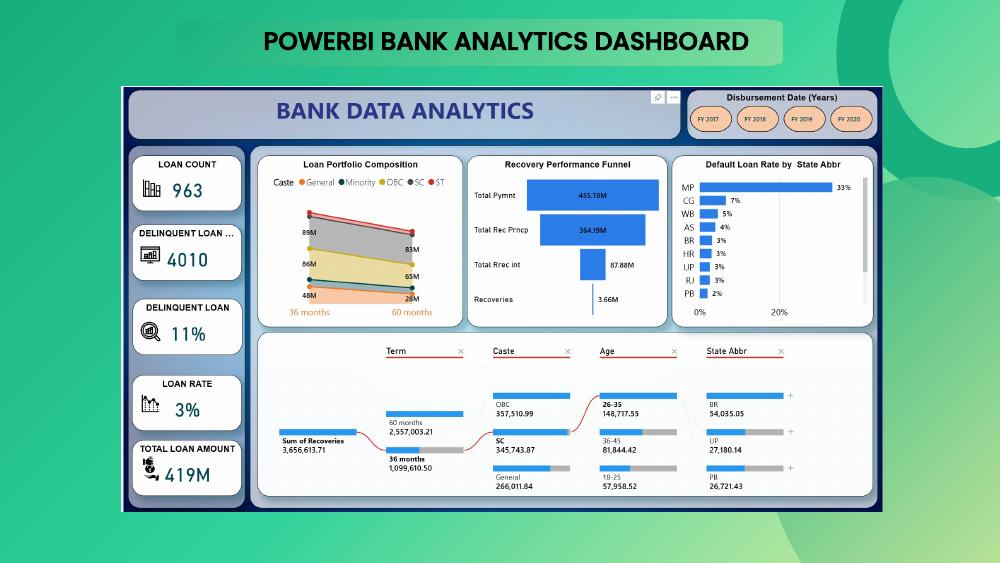 POWERBI BANK ANALYTICS DASHBOARD
BANK DATA ANALYTICS
Disbursement Date (Years)
FY 2017 FY 2018 FY 2019 FY 2020
LOAN COUNT
963
DELINQUENT LOAN ...
4010
DELINQUENT LOAN
11%
LOAN RATE
3%
TOTAL LOAN AMOUNT
419M
Loan Portfolio Composition
Caste General Minority OBC SC ST
89M 83M
86M 65M
48M 28M
36 months 60 months
Recovery Performance Funnel
Total Pymnt 455.78M
Total Rec Prncp 364.19M
Total Rrec int 87.88M
Recoveries 3.66M
Default Loan Rate by State Abbr
MP 33%
CG 7%
WB 5%
AS 4%
BR 3%
HR 3%
UP 3%
RJ 3%
PB 2%
0% 20%
Term Caste Age State Abbr
Sum of Recoveries
3,656,613.71
60 months
2,557,003.21
36 months
1,099,610.50
OBC
357,510.99
SC
345,743.87
General
266,011.84
26-35
148,717.55
36-45
81,844.42
18-25
57,958.52
BR
54,035.05
UP
27,180.14
PB
26,721.43